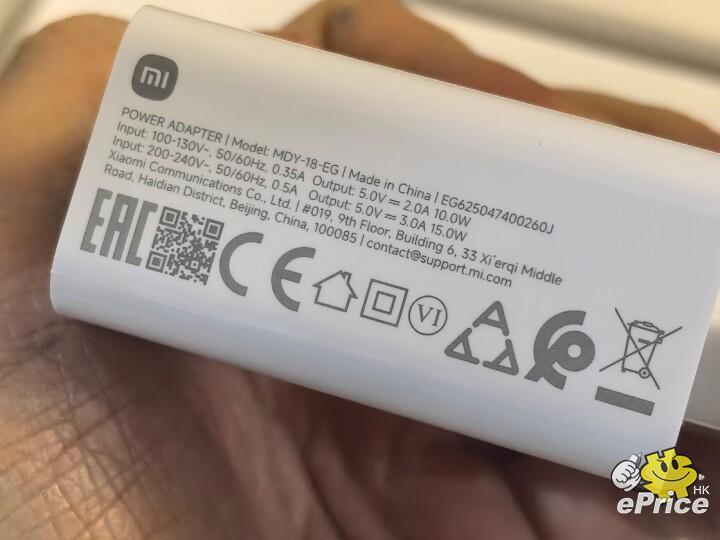 mi
POWER ADAPTER | Model: MDY-18-EG | Made in China | EG625047400260J
Input: 100-130V~, 50/60Hz, 0.35A Output: 5.0V⎓2.0A 10.0W
Input: 200-240V~, 50/60Hz, 0.5A Output: 5.0V⎓3.0A 15.0W
Xiaomi Communications Co., Ltd. | #019, 9th Floor, Building 6, 33 Xi'erqi Middle
Road, Haidian District, Beijing, China, 100085 | contact@support.mi.com
EAC CE VI
HK
ePrice